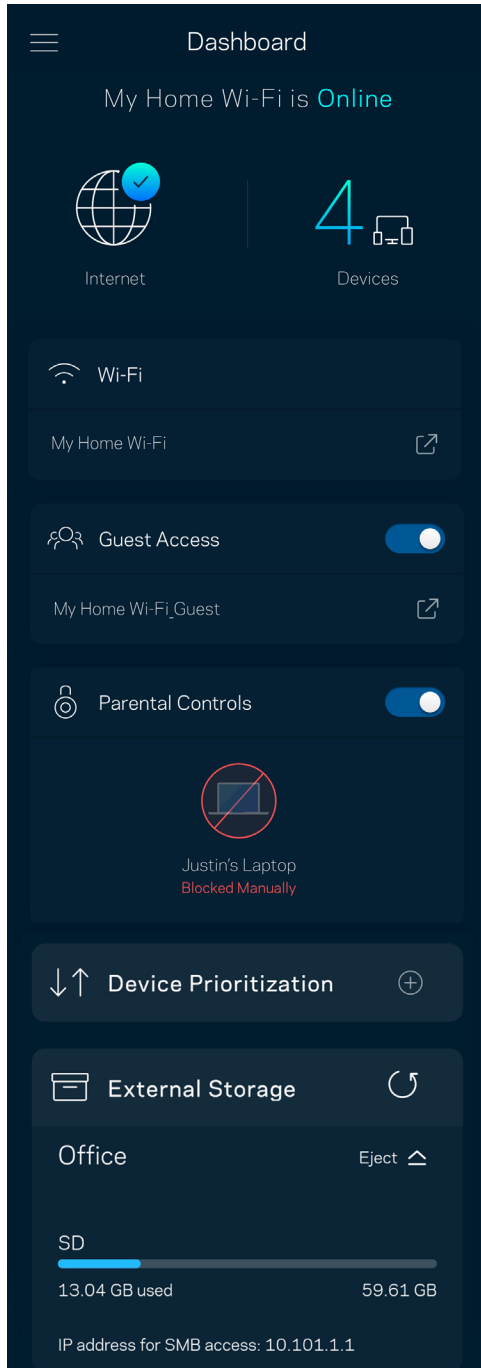 Dashboard
My Home Wi-Fi is Online
4
Internet
Devices
Wi-Fi
My Home Wi-Fi
Guest Access
My Home Wi-Fi_Guest
Parental Controls
Justin's Laptop
Blocked Manually
Device Prioritization
External Storage
Office
Eject
SD
13.04 GB used
59.61 GB
IP address for SMB access: 10.101.1.1